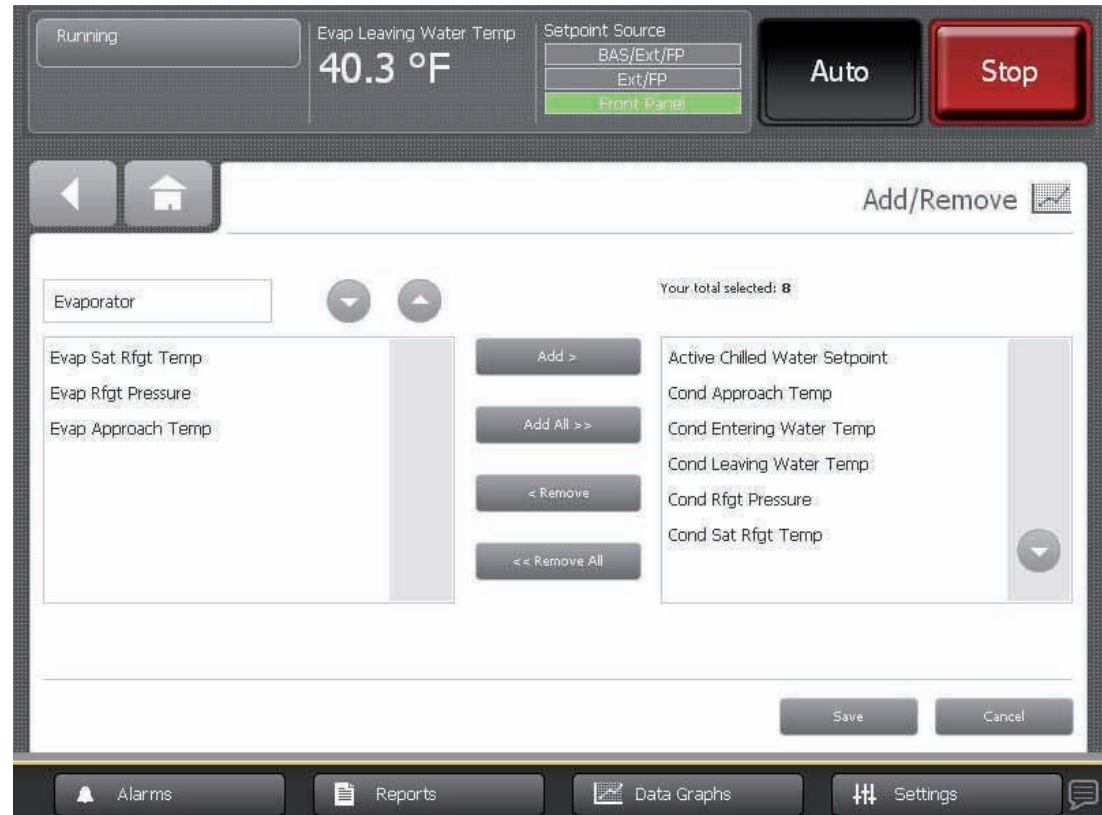 Running
Evap Leaving Water Temp
40.3 °F
Setpoint Source
BAS/Ext/FP
Ext/FP
Front Panel
Auto
Stop
Add/Remove
Evaporator
Your total selected: 8
Evap Sat Rfgt Temp
Evap Rfgt Pressure
Evap Approach Temp
Add >
Add All >>
< Remove
<< Remove All
Active Chilled Water Setpoint
Cond Approach Temp
Cond Entering Water Temp
Cond Leaving Water Temp
Cond Rfgt Pressure
Cond Sat Rfgt Temp
Save
Cancel
Alarms
Reports
Data Graphs
Settings